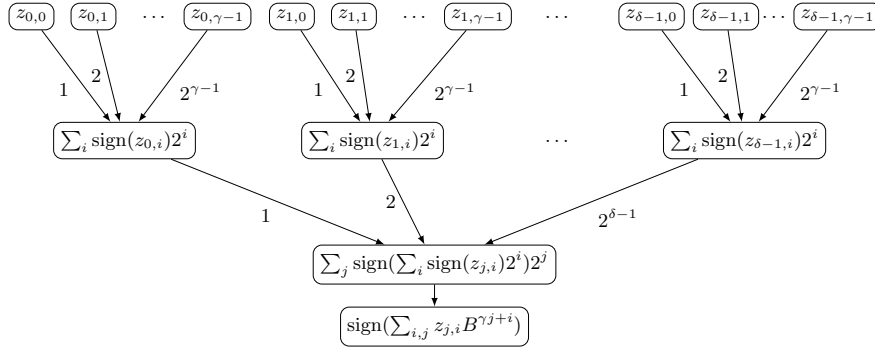 z_{0,0} z_{0,1} ⋯ z_{0,γ−1} z_{1,0} z_{1,1} ⋯ z_{1,γ−1} ⋯ z_{δ−1,0} z_{δ−1,1} ⋯ z_{δ−1,γ−1}
1 2 2^{γ−1} 1 2 2^{γ−1} 1 2 2^{γ−1}
∑_i sign(z_{0,i})2^i ∑_i sign(z_{1,i})2^i ⋯ ∑_i sign(z_{δ−1,i})2^i
1 2 2^{δ−1}
∑_j sign(∑_i sign(z_{j,i})2^i)2^j
sign(∑_{i,j} z_{j,i}B^{γj+i})